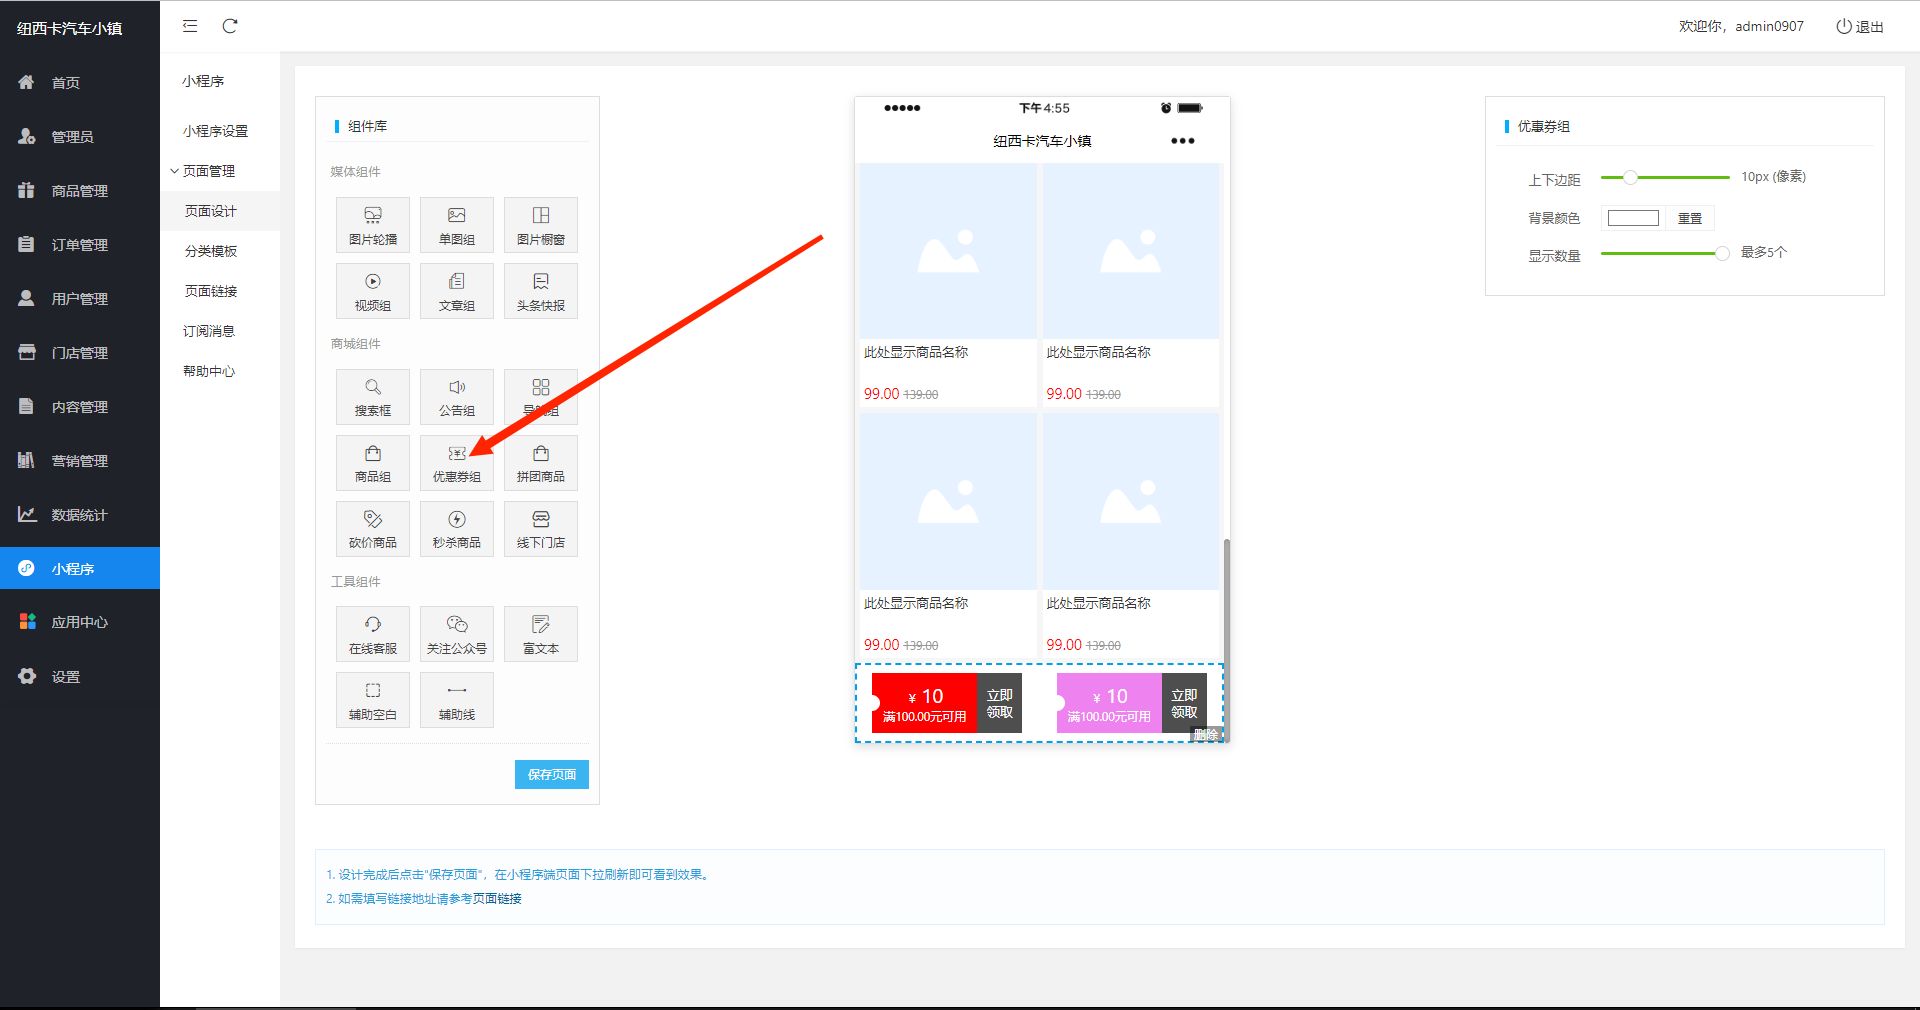 纽西卡汽车小镇
欢迎你，admin0907
退出
首页
管理员
商品管理
订单管理
用户管理
门店管理
内容管理
营销管理
数据统计
小程序
应用中心
设置
小程序
小程序设置
页面管理
页面设计
分类模板
页面链接
订阅消息
帮助中心
组件库
媒体组件
图片轮播 单图组 图片橱窗
视频组 文章组 头条快报
商城组件
搜索框 公告组 导航组
商品组 优惠券组 拼团商品
砍价商品 秒杀商品 线下门店
工具组件
在线客服 关注公众号 富文本
辅助空白 辅助线
保存页面
下午4:55
纽西卡汽车小镇
此处显示商品名称 此处显示商品名称
99.00 139.00 99.00 139.00
此处显示商品名称 此处显示商品名称
99.00 139.00 99.00 139.00
¥ 10 立即 ¥ 10 立即
满100.00元可用 领取 满100.00元可用 领取
删除
优惠券组
上下边距 10px (像素)
背景颜色 重置
显示数量 最多5个
1. 设计完成后点击"保存页面"，在小程序端页面下拉刷新即可看到效果。
2. 如需填写链接地址请参考页面链接